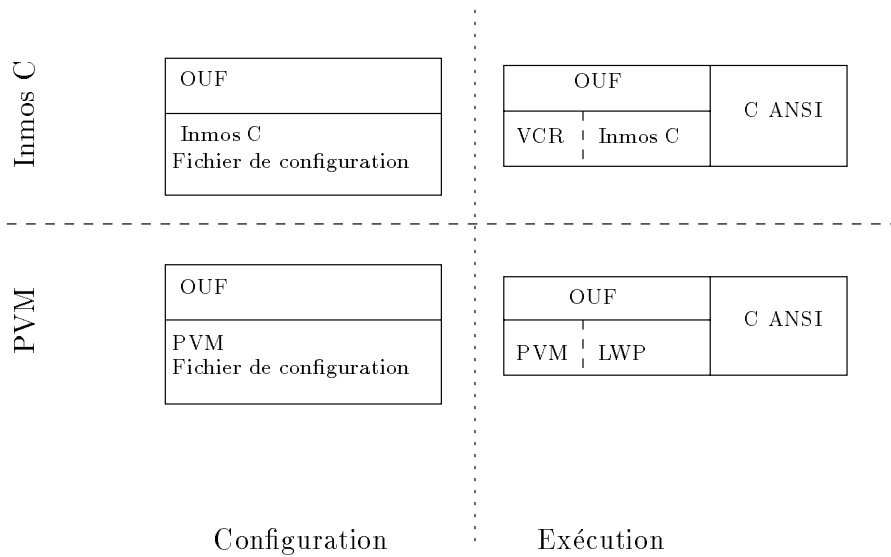 Inmos C
OUF
Inmos C
Fichier de configuration
OUF
VCR
Inmos C
C ANSI
PVM
OUF
PVM
Fichier de configuration
OUF
PVM
LWP
C ANSI
Configuration
Exécution